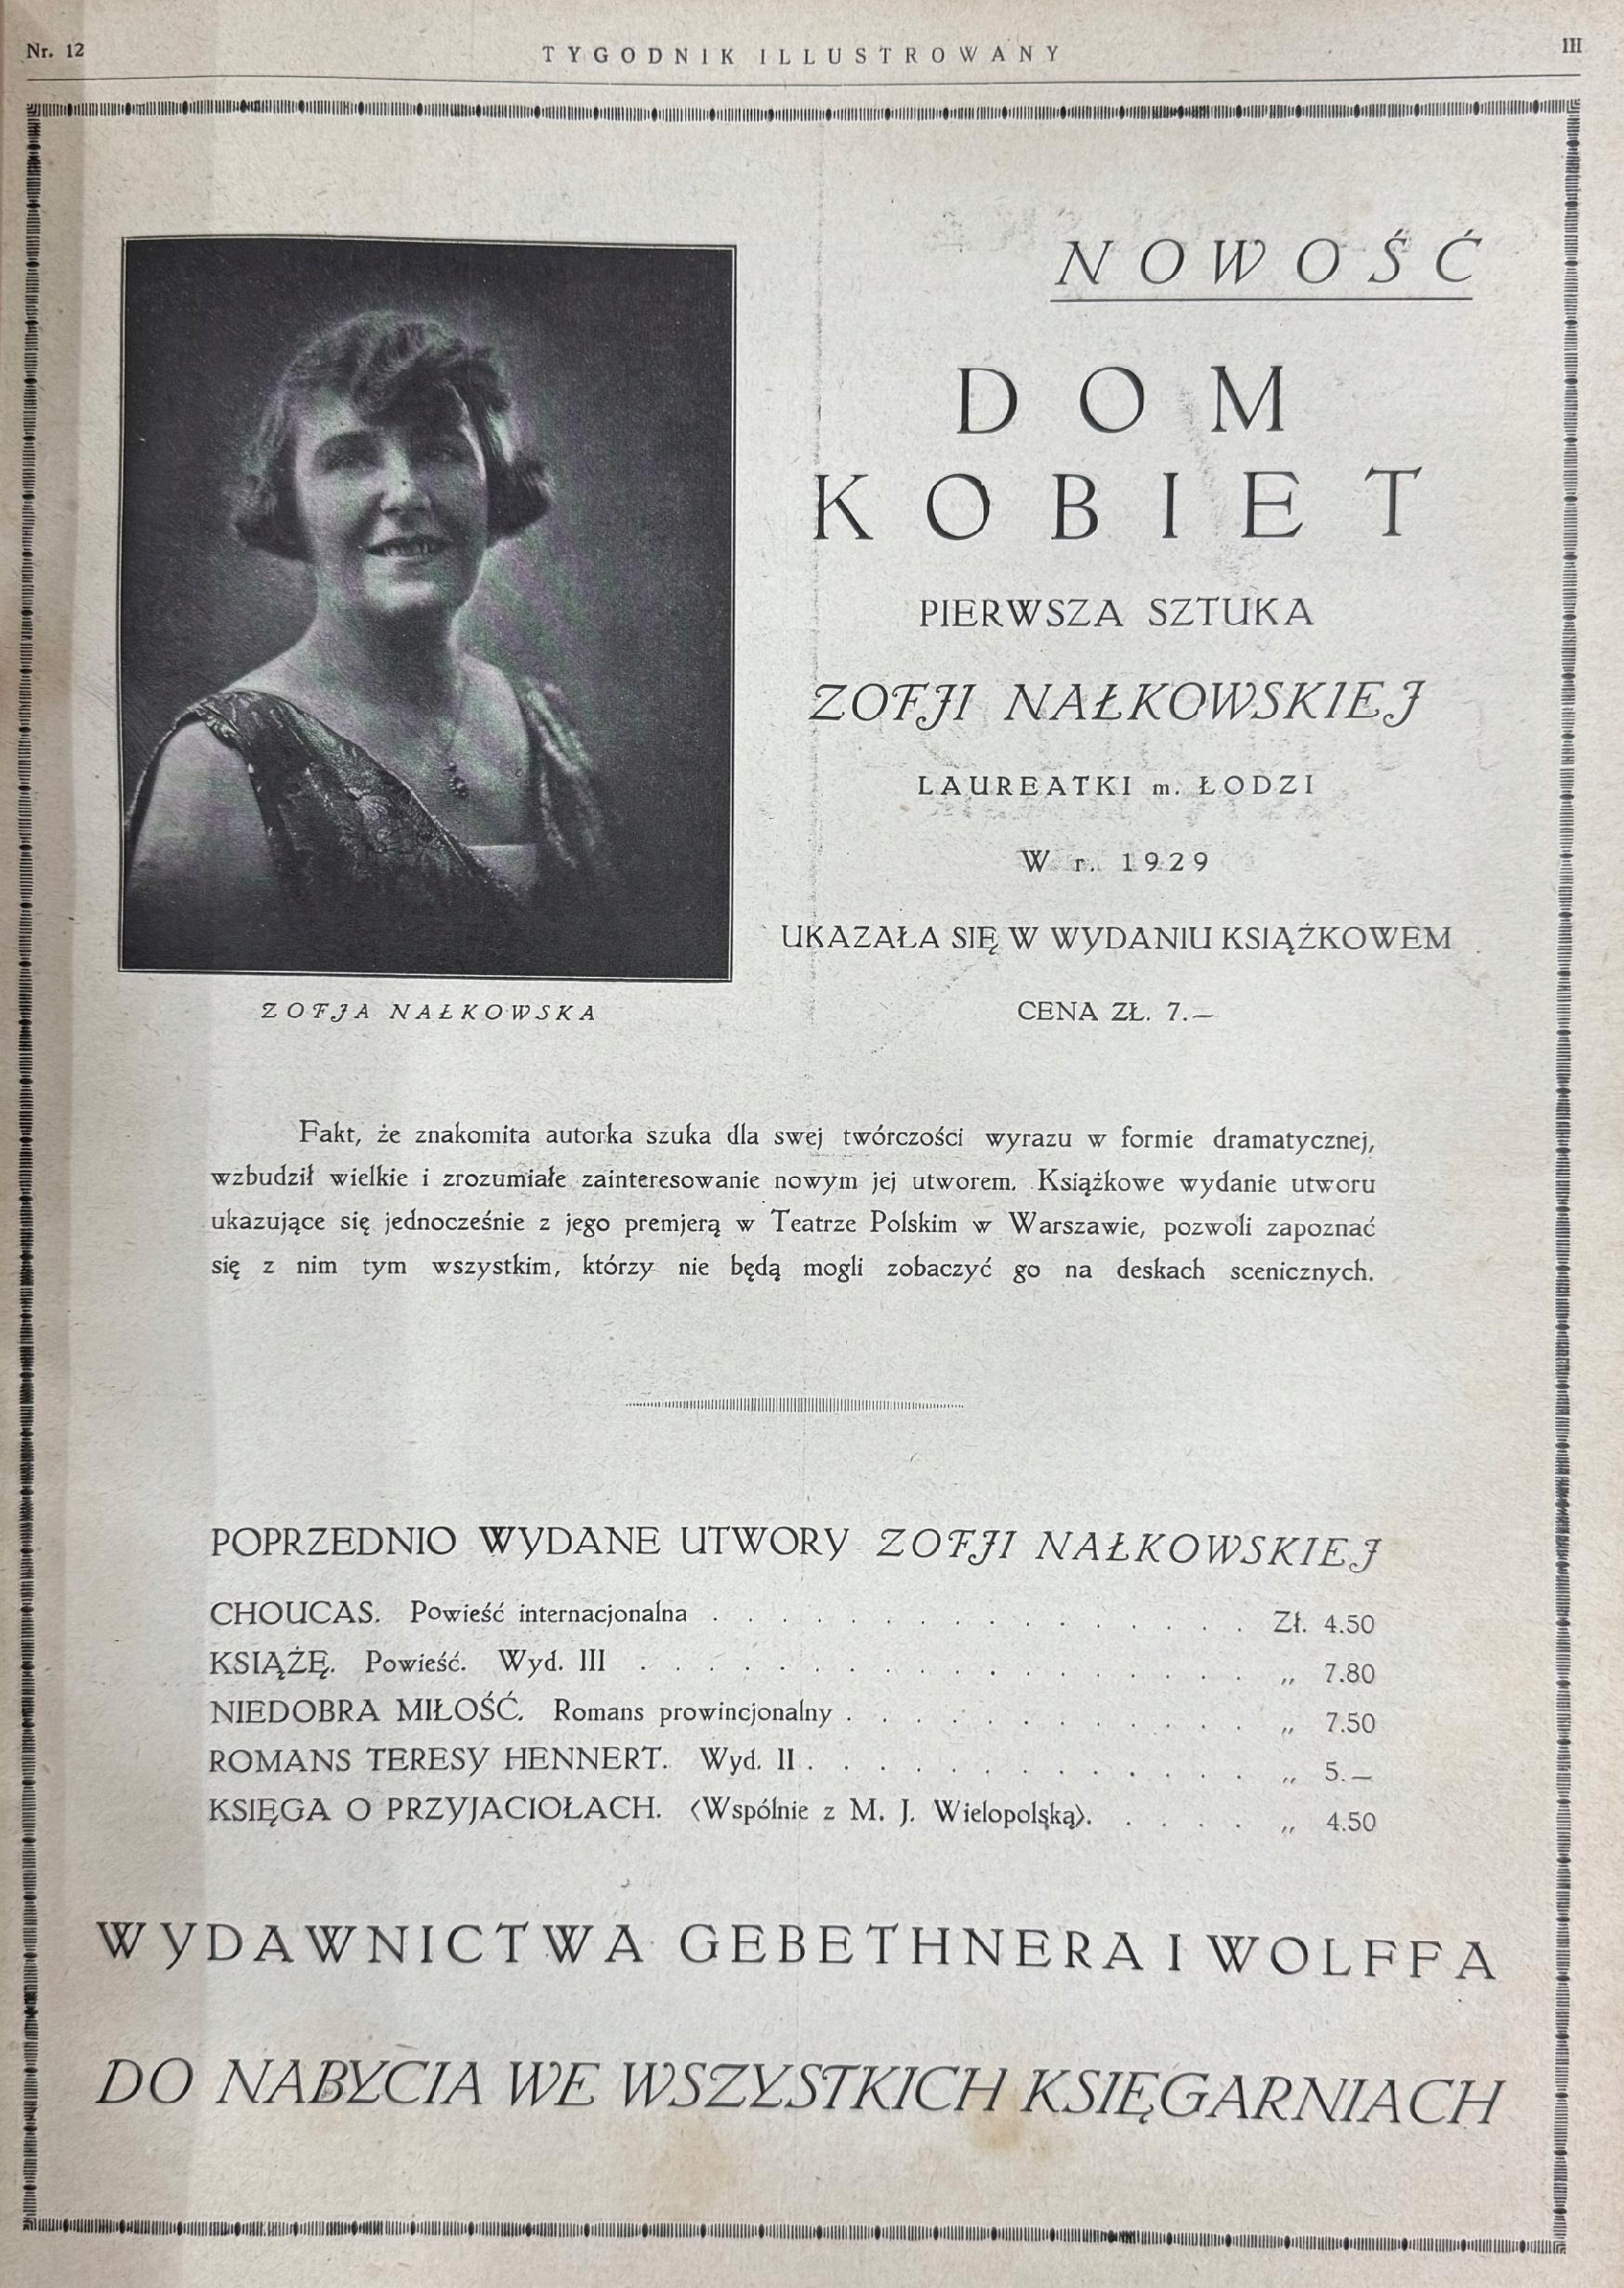 Nr. 12
TYGODNIK ILLUSTROWANY
III
NOWOŚĆ
DOM
KOBIET
PIERWSZA SZTUKA
ZOFJI NAŁKOWSKIEJ
LAUREATKI m. ŁODZI
W r. 1929
UKAZAŁA SIĘ W WYDANIU KSIĄŻKOWEM
CENA ZŁ. 7.—
ZOFJA NAŁKOWSKA
Fakt, że znakomita autorka szuka dla swej twórczości wyrazu w formie dramatycznej,
wzbudził wielkie i zrozumiałe zainteresowanie nowym jej utworem. Książkowe wydanie utworu
ukazujące się jednocześnie z jego premjerą w Teatrze Polskim w Warszawie, pozwoli zapoznać
się z nim tym wszystkim, którzy nie będą mogli zobaczyć go na deskach scenicznych.
POPRZEDNIO WYDANE UTWORY ZOFJI NAŁKOWSKIEJ
CHOUCAS. Powieść internacjonalna . . . . . . . . . . . . . . . . Zł. 4.50
KSIĄŻĘ. Powieść. Wyd. III . . . . . . . . . . . . . . . . . . „ 7.80
NIEDOBRA MIŁOŚĆ. Romans prowincjonalny . . . . . . . . . . . . „ 7.50
ROMANS TERESY HENNERT. Wyd. II . . . . . . . . . . . . . „ 5.—
KSIĘGA O PRZYJACIOŁACH. (Wspólnie z M. J. Wielopolską). . . . . „ 4.50
WYDAWNICTWA GEBETHNERA I WOLFFA
DO NABYCIA WE WSZYSTKICH KSIĘGARNIACH